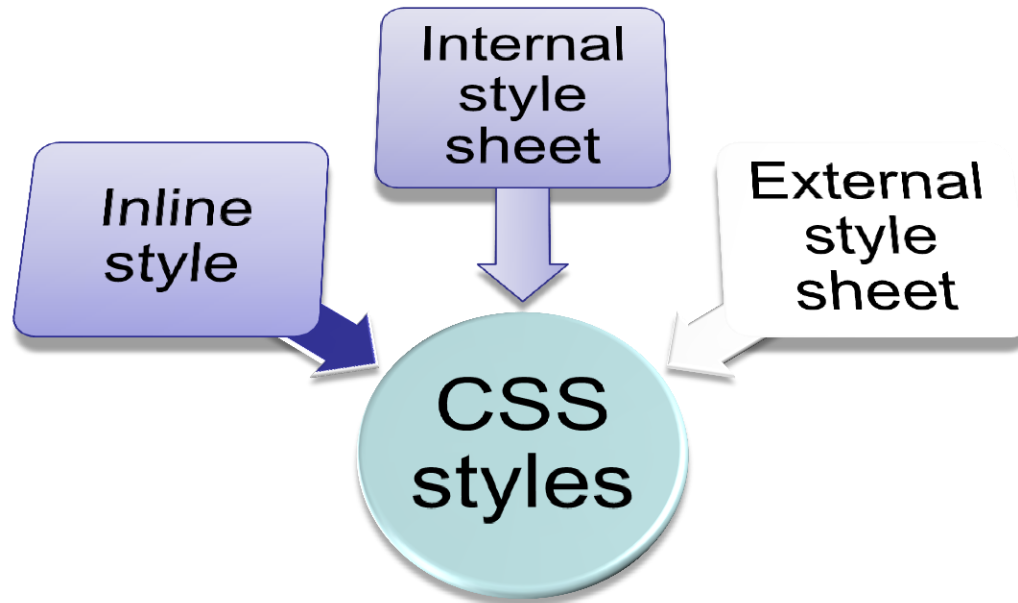 Internal
style
sheet
Inline
style
External
style
sheet
CSS
styles